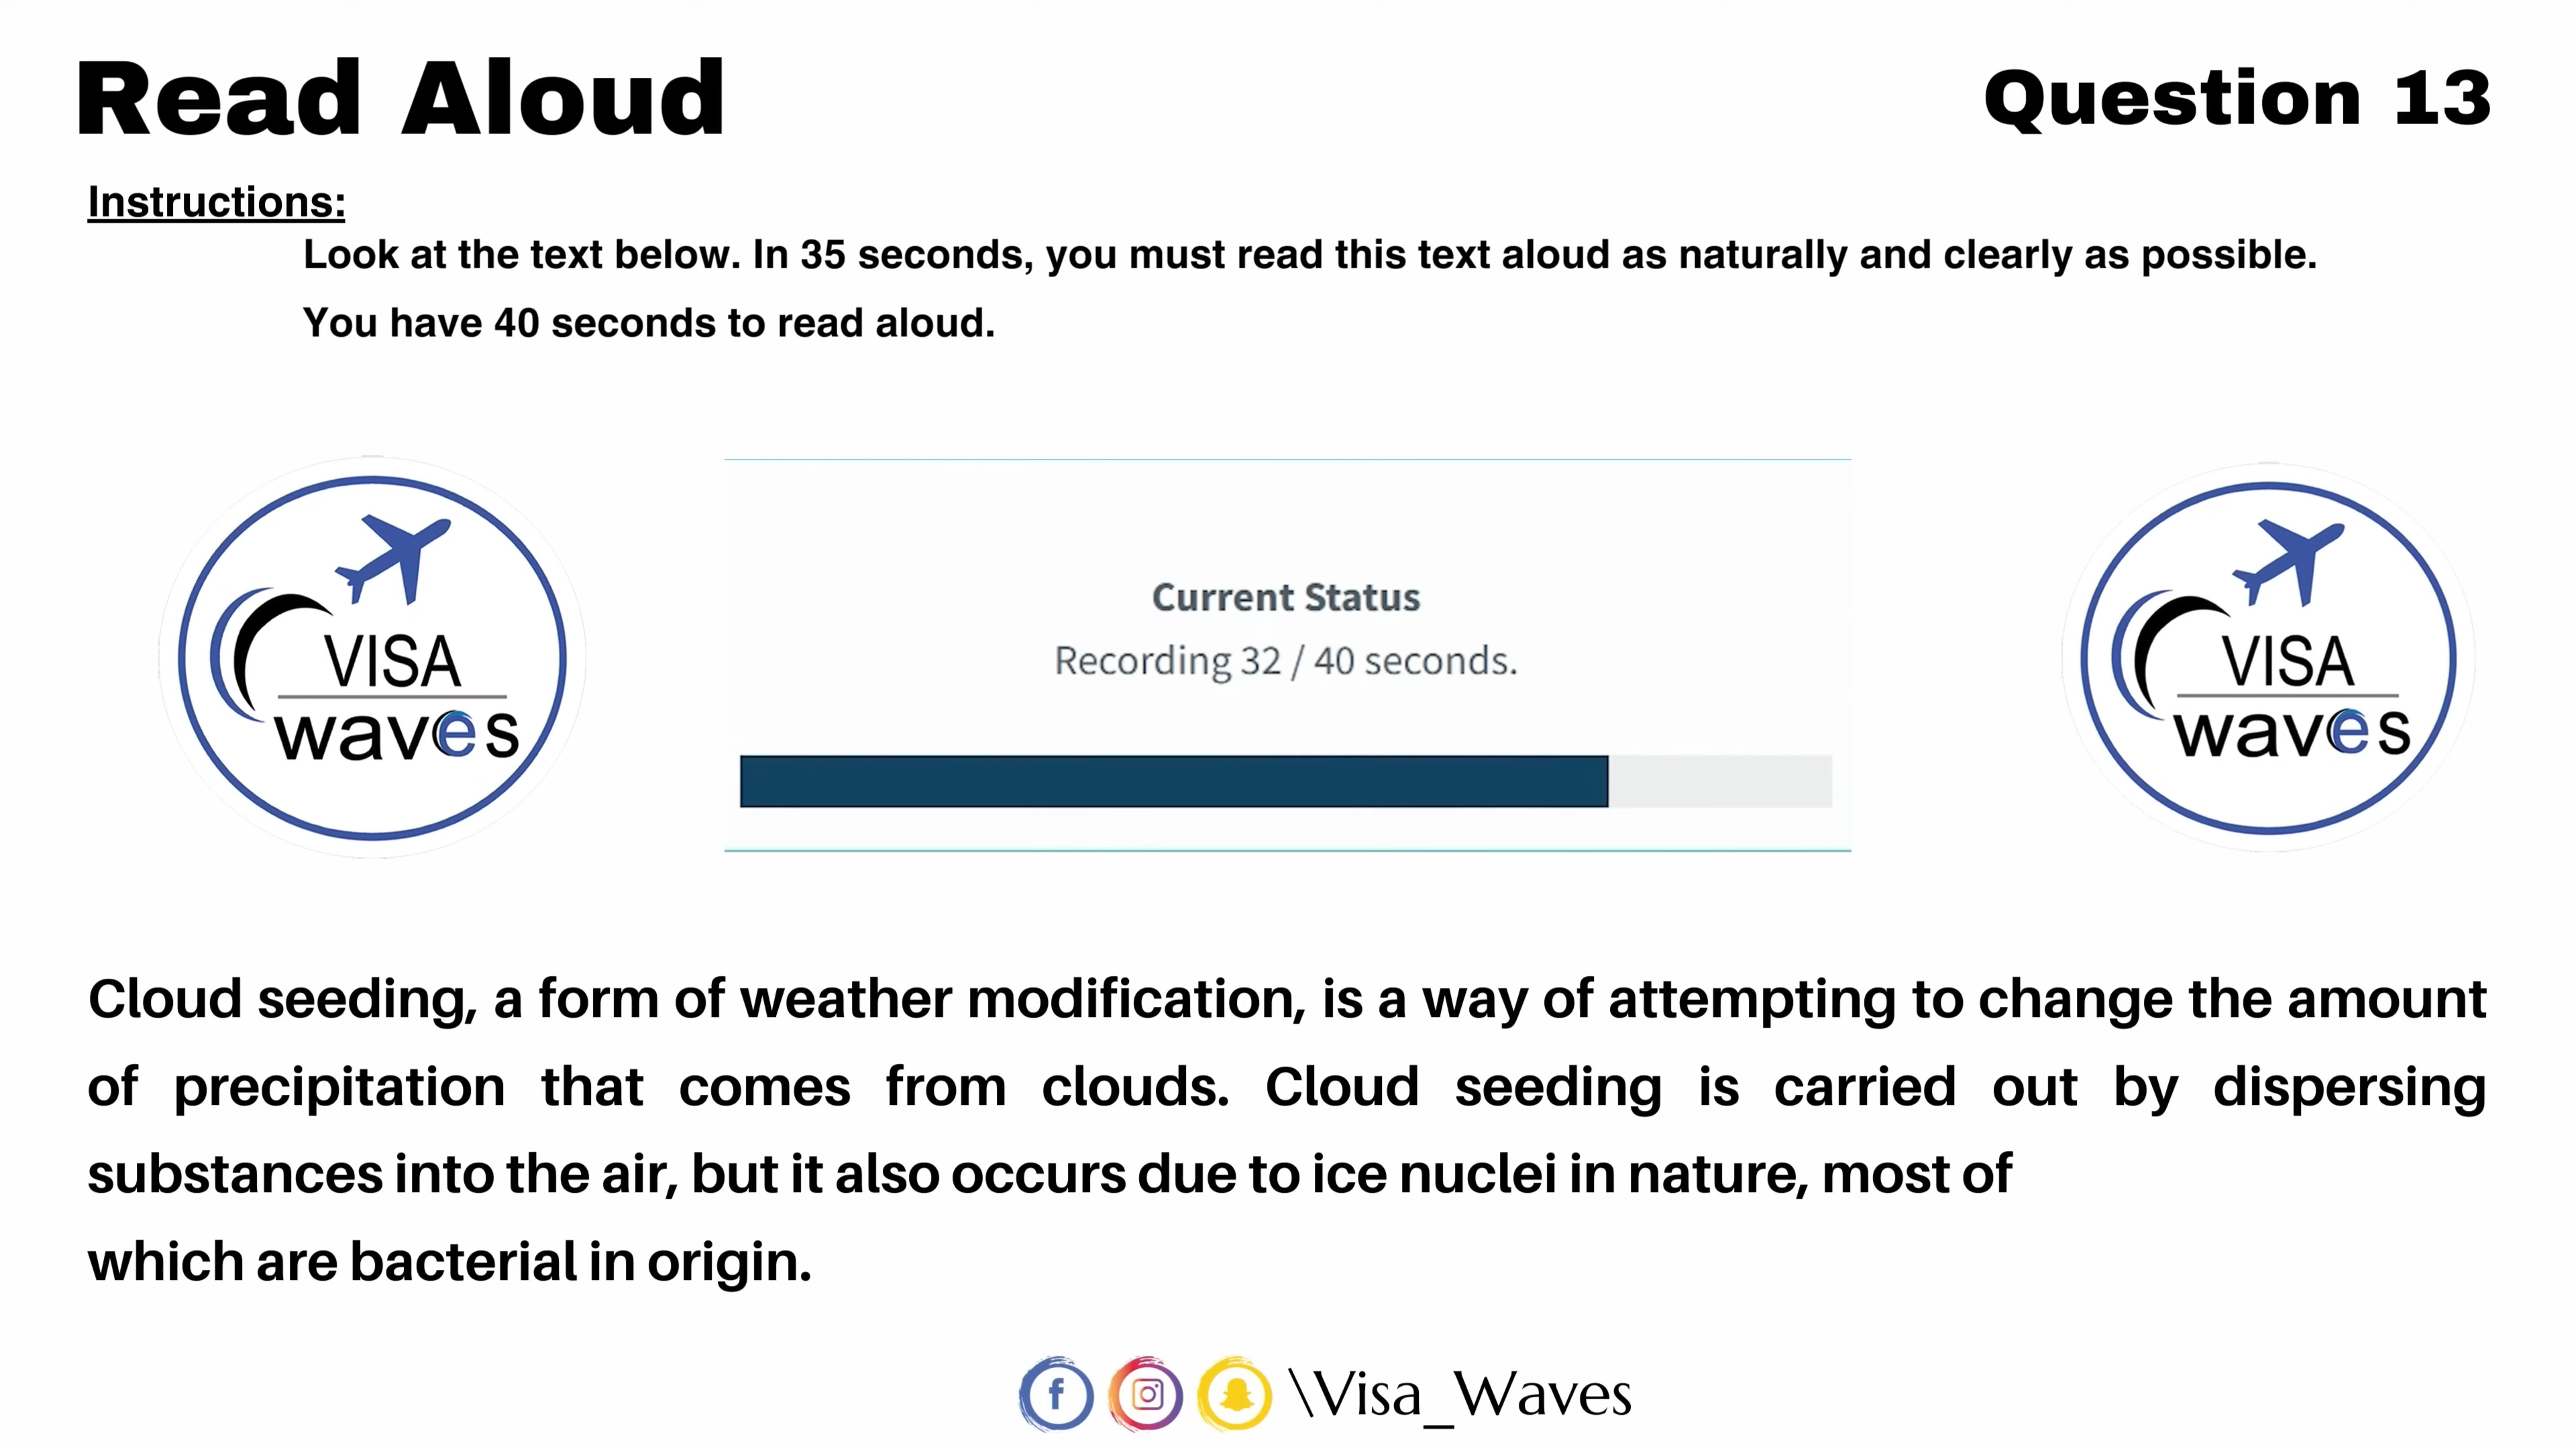 Read Aloud
Question 13
Instructions:
Look at the text below. In 35 seconds, you must read this text aloud as naturally and clearly as possible.
You have 40 seconds to read aloud.
VISA
waves
Current Status
Recording 32 / 40 seconds.
VISA
waves
Cloud seeding, a form of weather modification, is a way of attempting to change the amount
of precipitation that comes from clouds. Cloud seeding is carried out by dispersing
substances into the air, but it also occurs due to ice nuclei in nature, most of
which are bacterial in origin.
\Visa_Waves